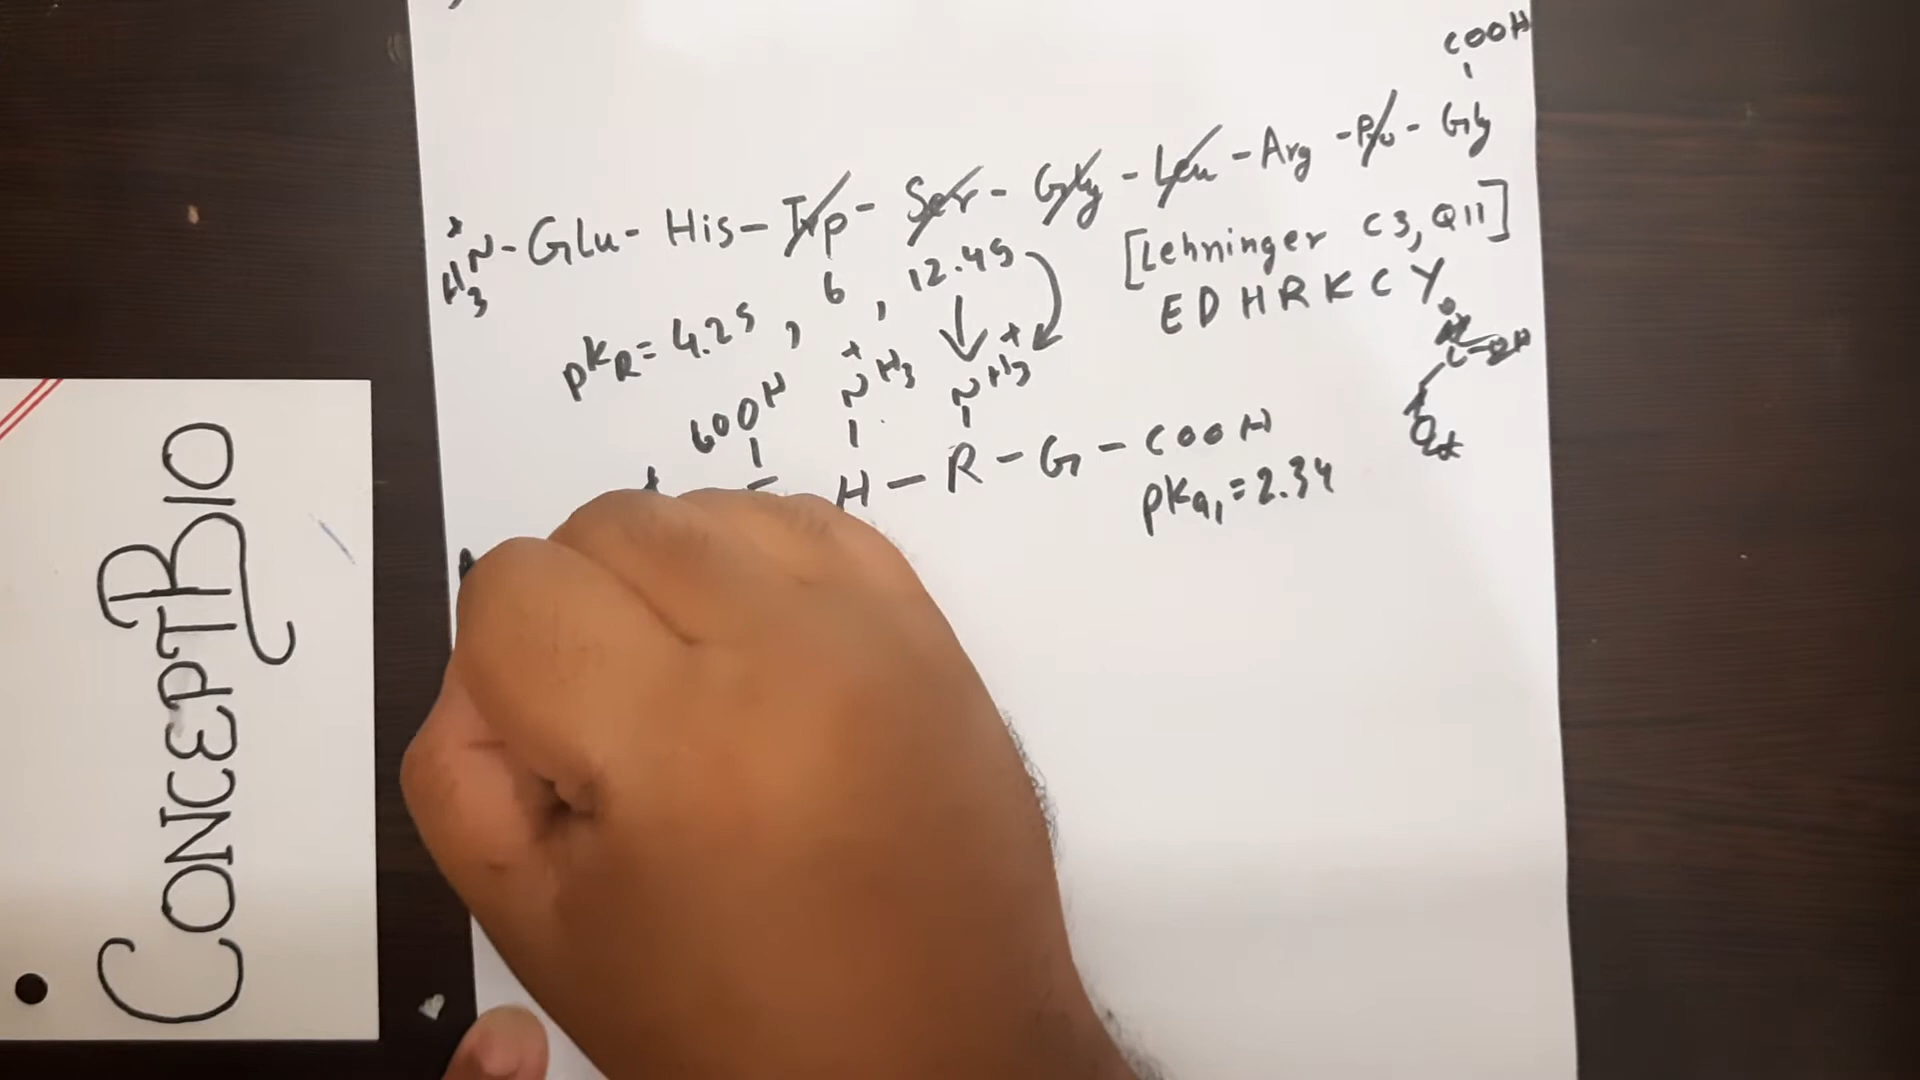 COOH
H3N+-Glu-His-Trp-Ser-Gly-Leu-Arg-Pro-Gly
[Lehninger C3, Q11]
pKR= 4.25, 6, 12.45
EDHRKCY
COOH +NH3 NH3+
H-R-G-COOH
pKa1=2.34
CONCEPTBIO